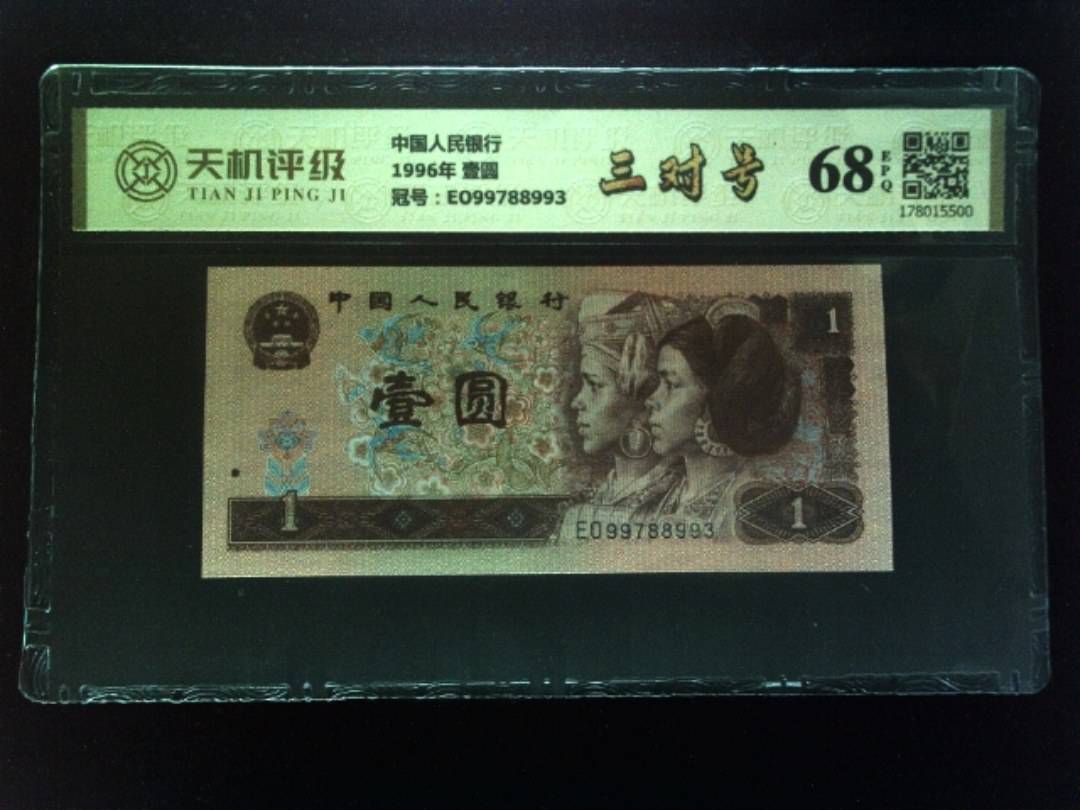 天机评级
TIAN JI PING JI
中国人民银行
1996年 壹圆
冠号：EO99788993
三对号
68
EPQ
178015500
中國人民銀行
1
壹圆
1
EO99788993
1